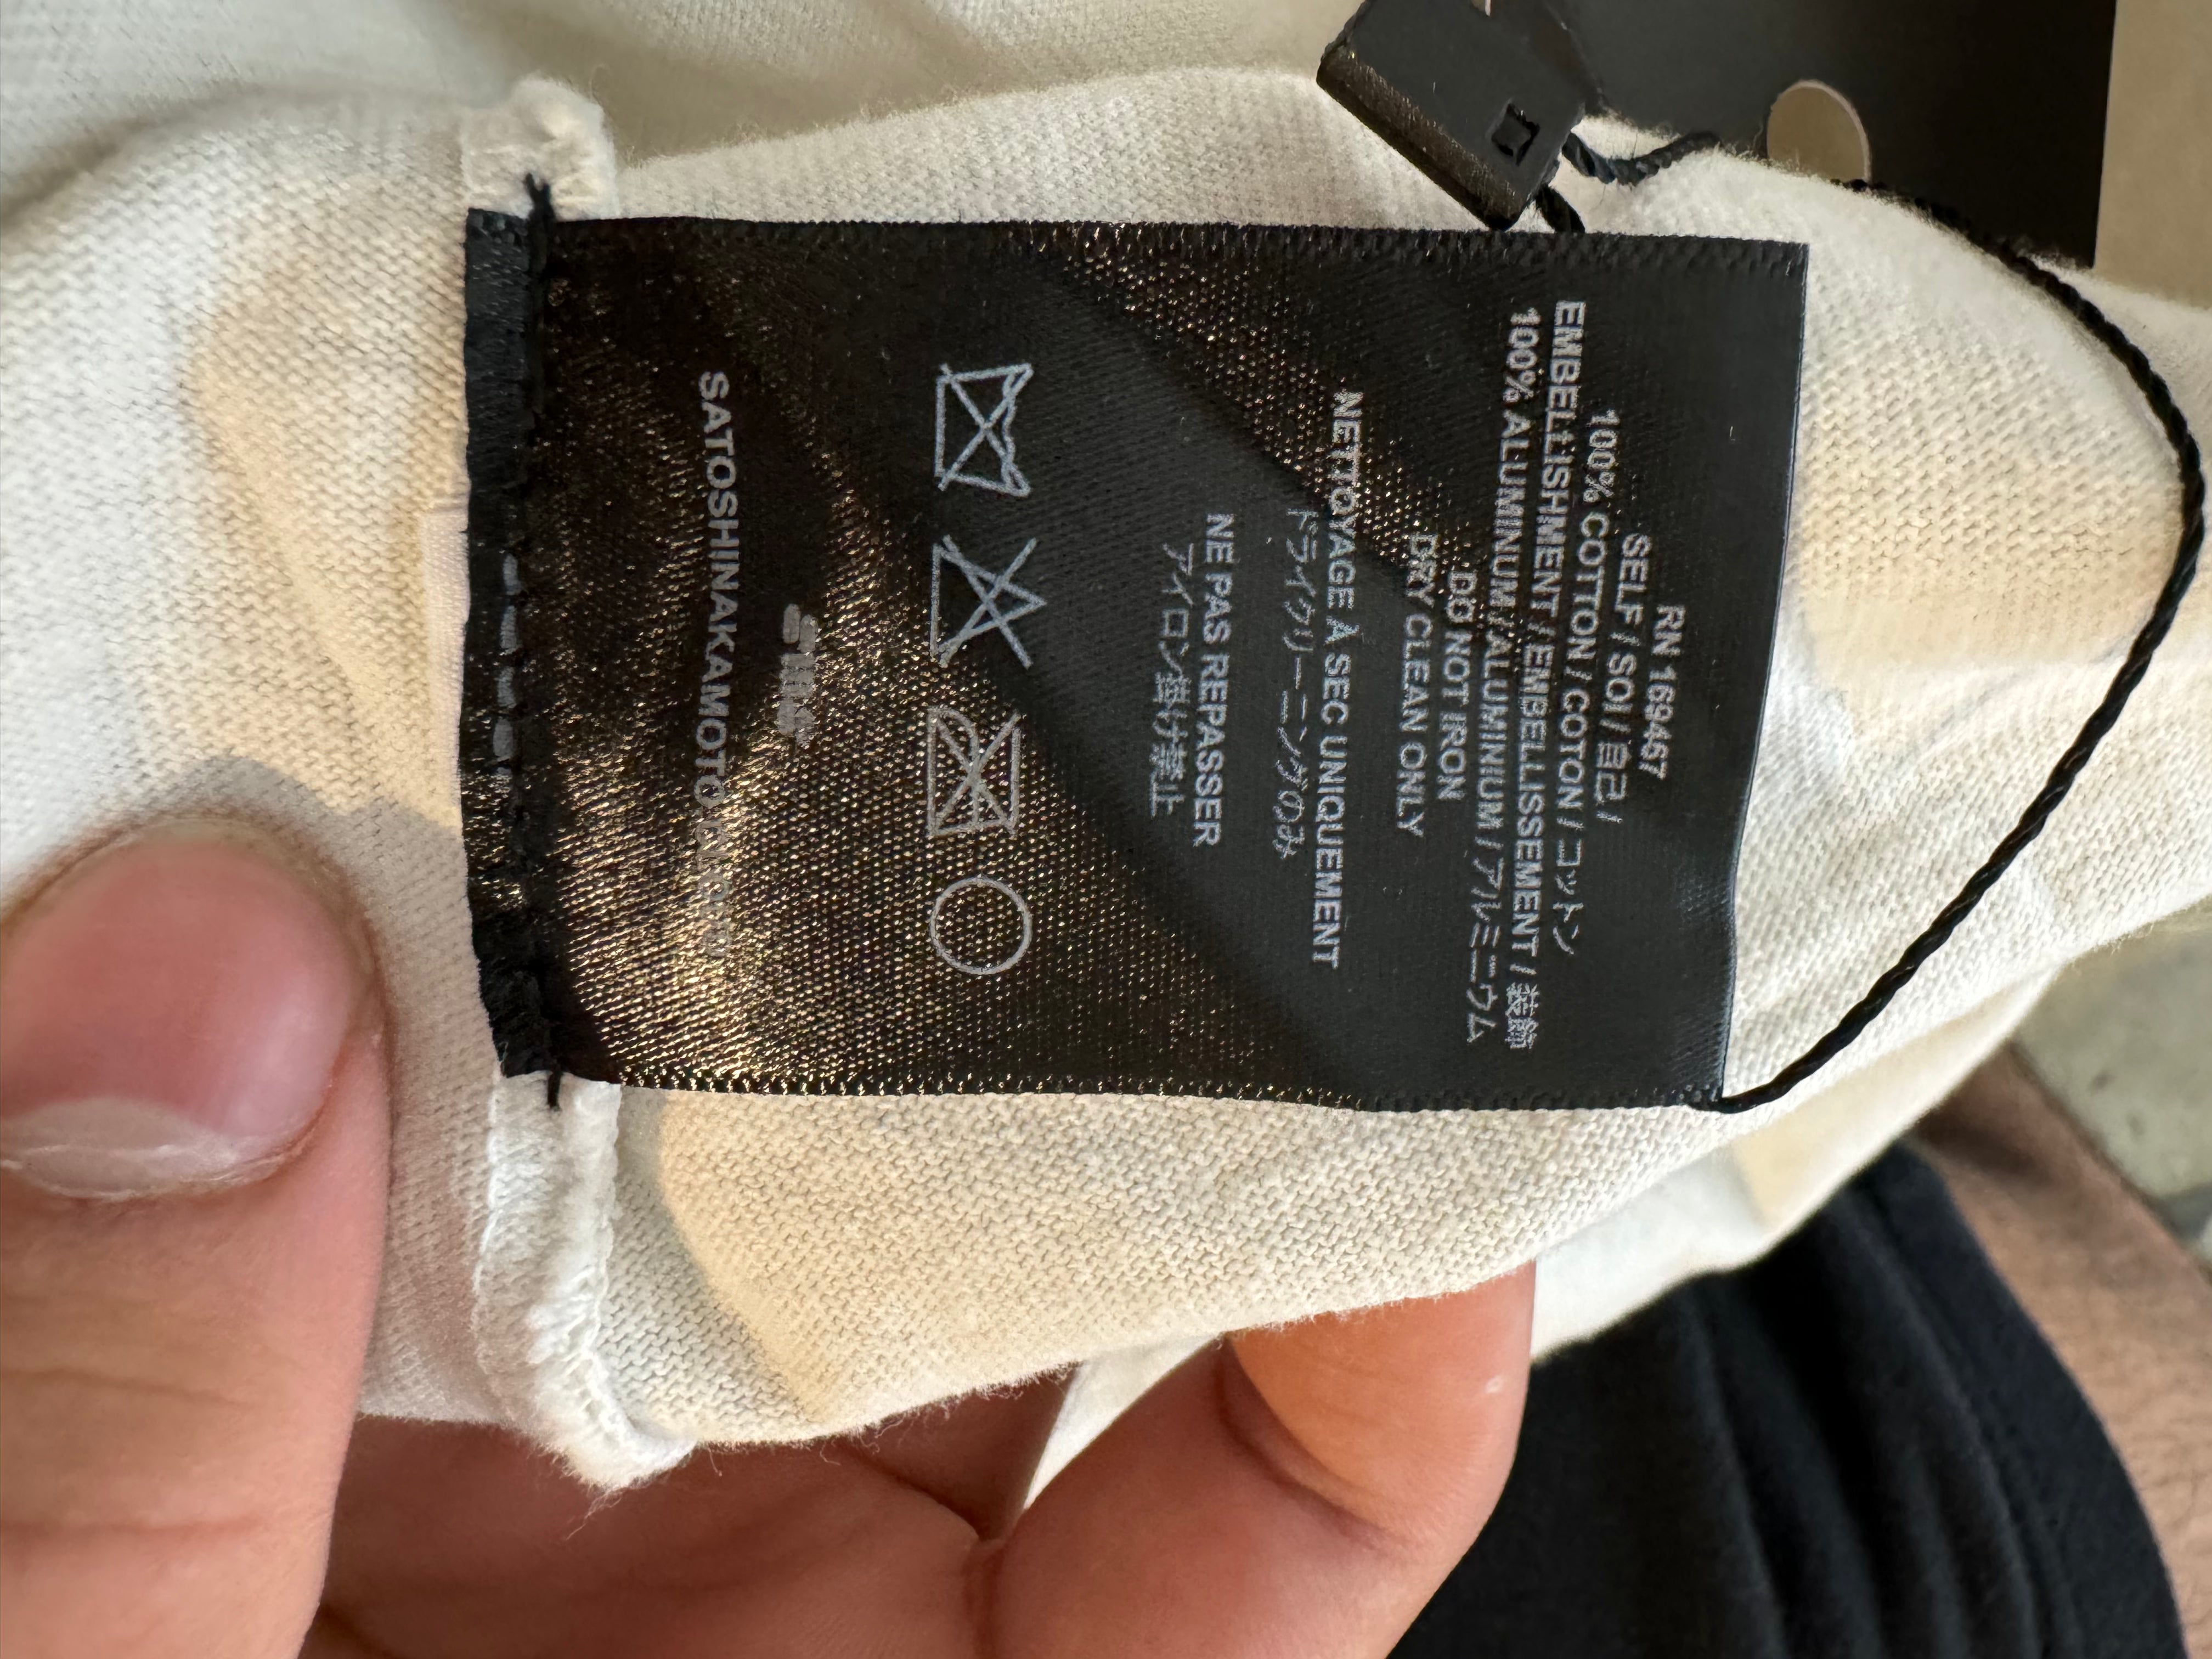 RN 169467
SELF / SOI / 自己 /
100% COTTON / COTON / コットン
EMBELLISHMENT / EMBELLISSEMENT / 装飾
100% ALUMINUM / ALUMINIUM / アルミニウム
DO NOT IRON
DRY CLEAN ONLY
NETTOYAGE À SEC UNIQUEMENT
ドライクリーニングのみ
NE PAS REPASSER
アイロン掛け禁止
SATOSHINAKAMOTO